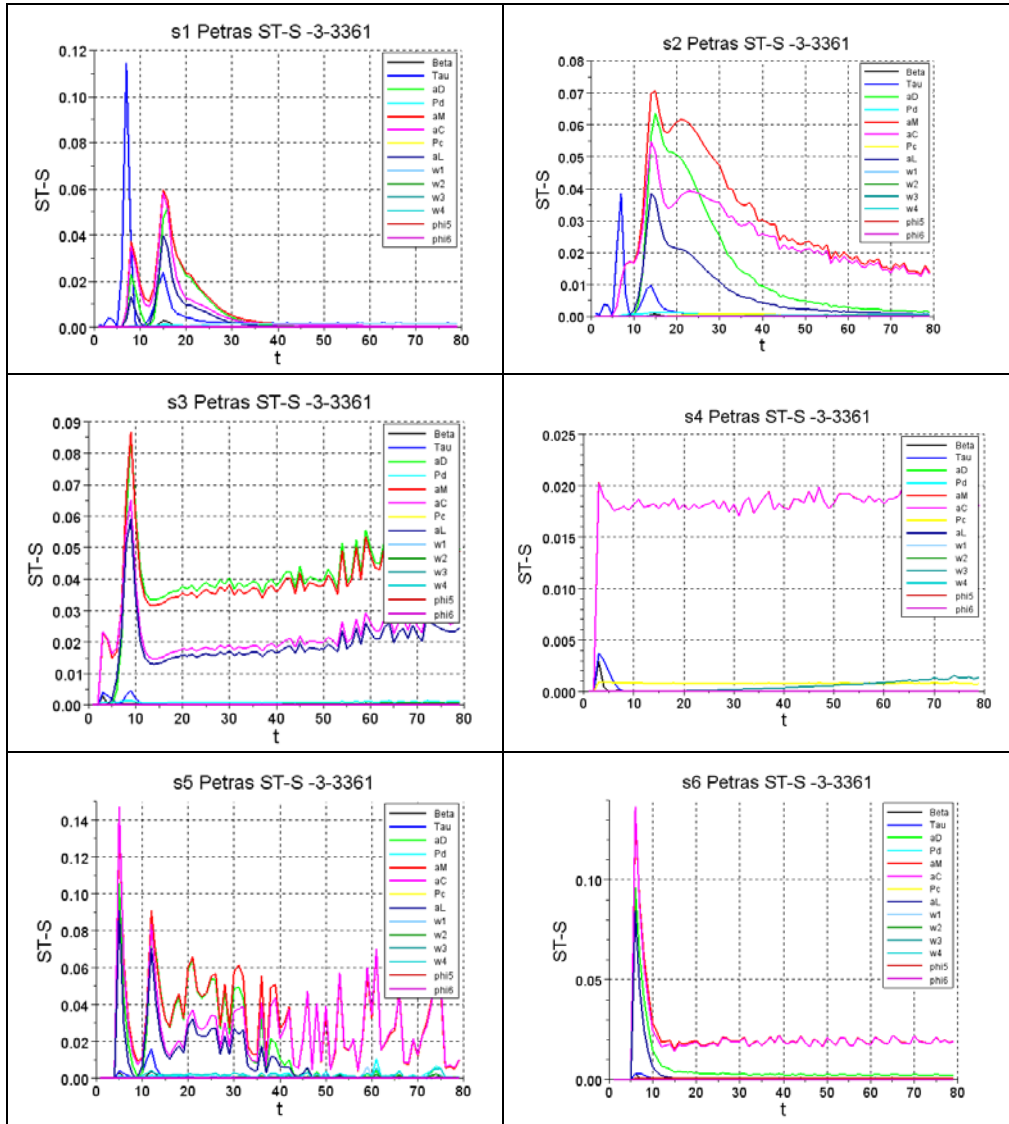 s1 Petras ST-S -3-3361
ST-S
0.12
0.10
0.08
0.06
0.04
0.02
0.00
0 10 20 30 40 50 60 70 80
t
Beta
Tau
aD
Pd
aM
aC
Pc
aL
w1
w2
w3
w4
phi5
phi6
s2 Petras ST-S -3-3361
ST-S
0.08
0.07
0.06
0.05
0.04
0.03
0.02
0.01
0.00
0 10 20 30 40 50 60 70 80
t
Beta
Tau
aD
Pd
aM
aC
Pc
aL
w1
w2
w3
w4
phi5
phi6
s3 Petras ST-S -3-3361
ST-S
0.09
0.08
0.07
0.06
0.05
0.04
0.03
0.02
0.01
0.00
0 10 20 30 40 50 60 70 80
t
Beta
Tau
aD
Pd
aM
aC
Pc
aL
w1
w2
w3
w4
phi5
phi6
s4 Petras ST-S -3-3361
ST-S
0.025
0.020
0.015
0.010
0.005
0.000
0 10 20 30 40 50 60 70 80
t
Beta
Tau
aD
Pd
aM
aC
Pc
aL
w1
w2
w3
w4
phi5
phi6
s5 Petras ST-S -3-3361
ST-S
0.14
0.12
0.10
0.08
0.06
0.04
0.02
0.00
0 10 20 30 40 50 60 70 80
t
Beta
Tau
aD
Pd
aM
aC
Pc
aL
w1
w2
w3
w4
phi5
phi6
s6 Petras ST-S -3-3361
ST-S
0.10
0.05
0.00
0 10 20 30 40 50 60 70 80
t
Beta
Tau
aD
Pd
aM
aC
Pc
aL
w1
w2
w3
w4
phi5
phi6